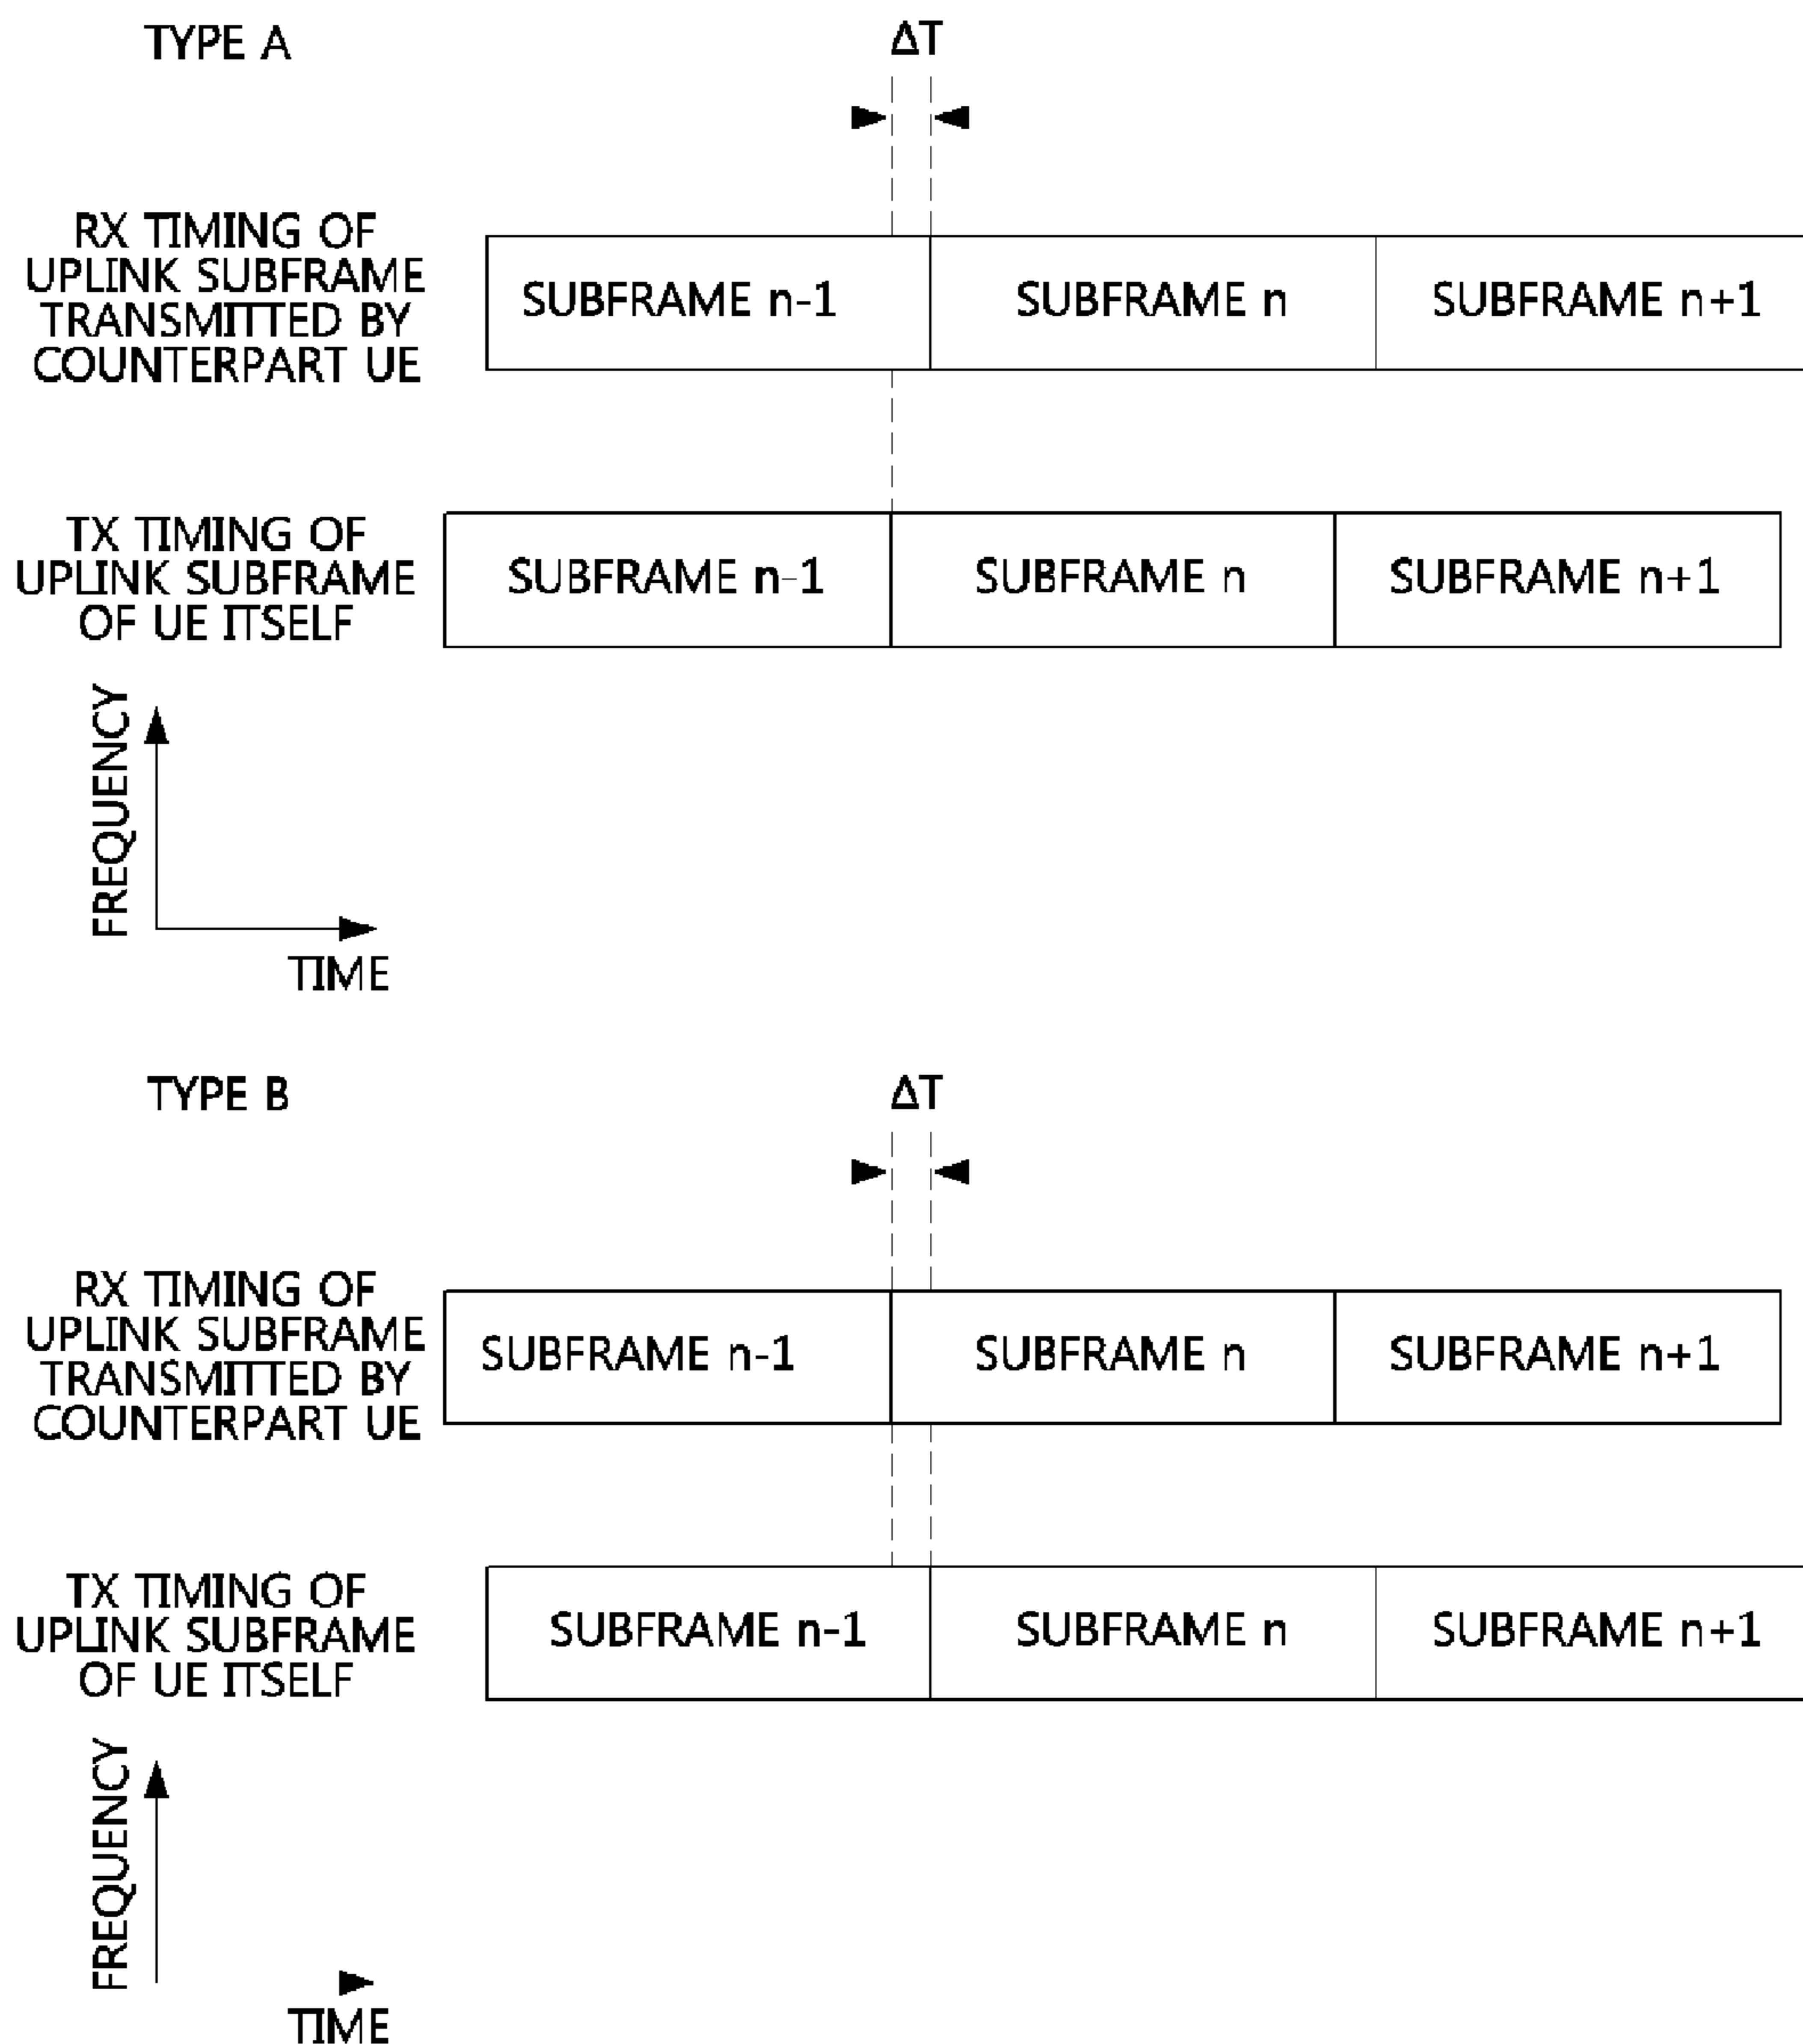 TYPE A
ΔT
RX TIMING OF
UPLINK SUBFRAME
TRANSMITTED BY
COUNTERPART UE
SUBFRAME n-1
SUBFRAME n
SUBFRAME n+1
TX TIMING OF
UPLINK SUBFRAME
OF UE ITSELF
SUBFRAME n-1
SUBFRAME n
SUBFRAME n+1
FREQUENCY
TIME
TYPE B
ΔT
RX TIMING OF
UPLINK SUBFRAME
TRANSMITTED BY
COUNTERPART UE
SUBFRAME n-1
SUBFRAME n
SUBFRAME n+1
TX TIMING OF
UPLINK SUBFRAME
OF UE ITSELF
SUBFRAME n-1
SUBFRAME n
SUBFRAME n+1
FREQUENCY
TIME